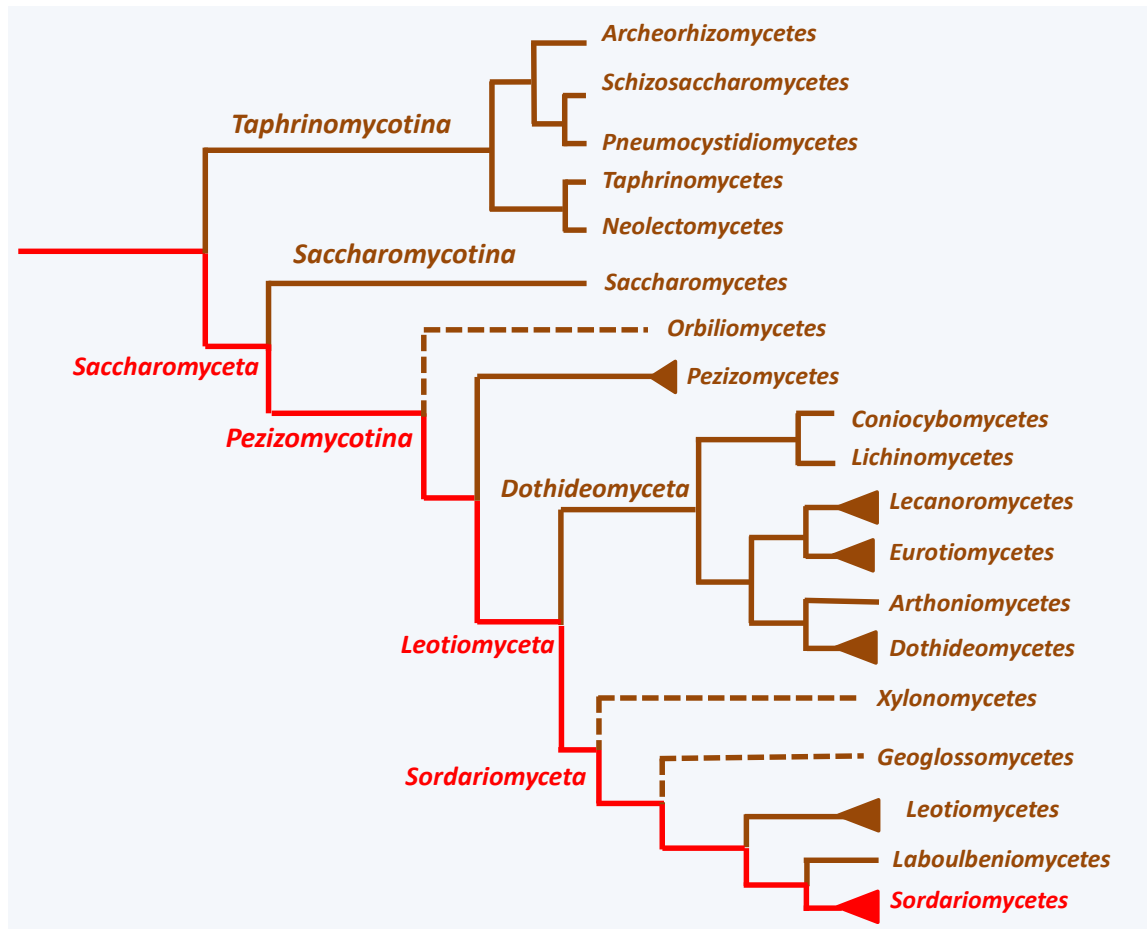 Archeorhizomycetes
Schizosaccharomycetes
Taphrinomycotina
Pneumocystidiomycetes
Taphrinomycetes
Neolectomycetes
Saccharomycotina
Saccharomycetes
Orbiliomycetes
Saccharomyceta
Pezizomycetes
Coniocybomycetes
Pezizomycotina
Lichinomycetes
Dothideomyceta
Lecanoromycetes
Eurotiomycetes
Arthoniomycetes
Leotiomyceta
Dothideomycetes
Xylonomycetes
Geoglossomycetes
Sordariomyceta
Leotiomycetes
Laboulbeniomycetes
Sordariomycetes